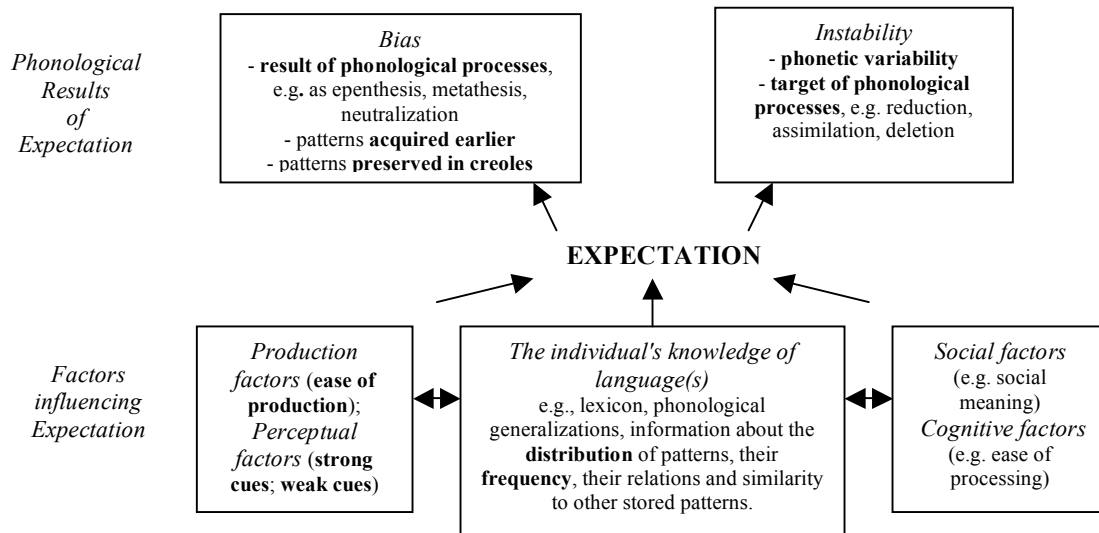 Phonological
Results
of
Expectation
Bias
- result of phonological processes,
e.g. as epenthesis, metathesis,
neutralization
- patterns acquired earlier
- patterns preserved in creoles
Instability
- phonetic variability
- target of phonological
processes, e.g. reduction,
assimilation, deletion
EXPECTATION
Factors
influencing
Expectation
Production
factors (ease of
production);
Perceptual
factors (strong
cues; weak cues)
The individual's knowledge of
language(s)
e.g., lexicon, phonological
generalizations, information about the
distribution of patterns, their
frequency, their relations and similarity
to other stored patterns.
Social factors
(e.g. social
meaning)
Cognitive factors
(e.g. ease of
processing)